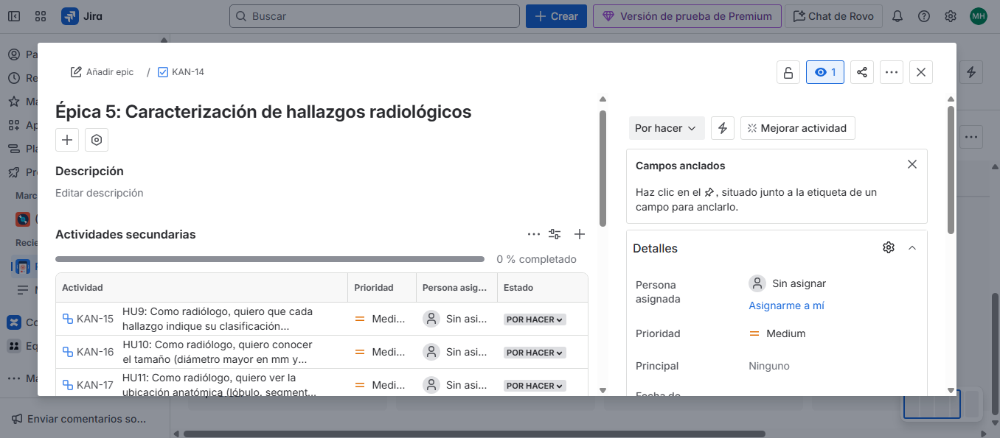 Jira
Buscar
Crear
Versión de prueba de Premium
Chat de Rovo
MH
Pa
Re
Ma
Ap
Pla
Pr
Marc
(
Recie
P
M
Co
Eq
Ma
Enviar comentarios so...
Añadir epic / KAN-14
1
Épica 5: Caracterización de hallazgos radiológicos
Descripción
Editar descripción
Actividades secundarias
0 % completado
Actividad Prioridad Persona asig... Estado
KAN-15 HU9: Como radiólogo, quiero que cada
hallazgo indique su clasificación...
Medi... Sin asi... POR HACER
KAN-16 HU10: Como radiólogo, quiero conocer
el tamaño (diámetro mayor en mm y...
Medi... Sin asi... POR HACER
KAN-17 HU11: Como radiólogo, quiero ver la
ubicación anatómica (lóbulo, segment...
Medi... Sin asi... POR HACER
Por hacer
Mejorar actividad
Campos anclados
Haz clic en el , situado junto a la etiqueta de un
campo para anclarlo.
Detalles
Persona
asignada
Sin asignar
Asignarme a mí
Prioridad Medium
Principal Ninguno
Fecha de